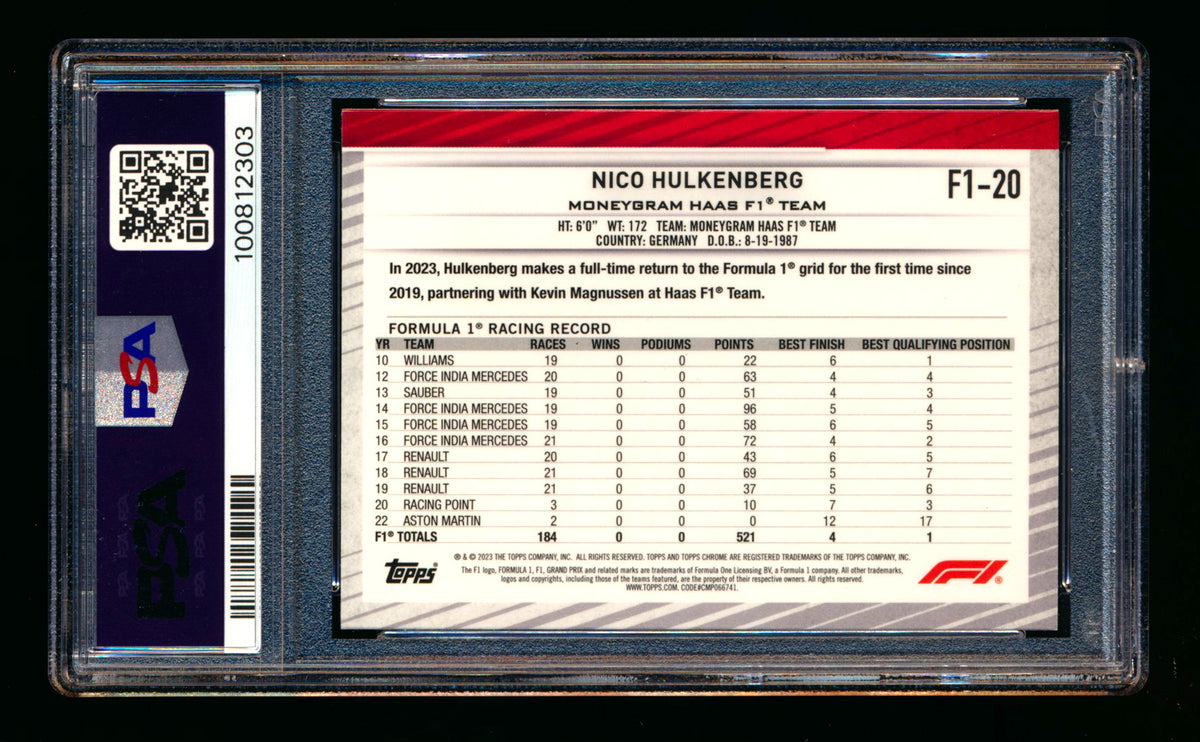 100812303
PSA
PSA
NICO HULKENBERG
F1-20
MONEYGRAM HAAS F1® TEAM
HT: 6'0" WT: 172 TEAM: MONEYGRAM HAAS F1® TEAM
COUNTRY: GERMANY D.O.B.: 8-19-1987
In 2023, Hulkenberg makes a full-time return to the Formula 1® grid for the first time since
2019, partnering with Kevin Magnussen at Haas F1® Team.
FORMULA 1® RACING RECORD
YR TEAM RACES WINS PODIUMS POINTS BEST FINISH BEST QUALIFYING POSITION
10 WILLIAMS 19 0 0 22 6 1
12 FORCE INDIA MERCEDES 20 0 0 63 4 4
13 SAUBER 19 0 0 51 4 3
14 FORCE INDIA MERCEDES 19 0 0 96 5 4
15 FORCE INDIA MERCEDES 19 0 0 58 6 5
16 FORCE INDIA MERCEDES 21 0 0 72 4 2
17 RENAULT 20 0 0 43 6 5
18 RENAULT 21 0 0 69 5 7
19 RENAULT 21 0 0 37 5 6
20 RACING POINT 3 0 0 10 7 3
22 ASTON MARTIN 2 0 0 0 12 17
F1® TOTALS 184 0 0 521 4 1
® & © 2023 THE TOPPS COMPANY, INC. ALL RIGHTS RESERVED. TOPPS AND TOPPS CHROME ARE REGISTERED TRADEMARKS OF THE TOPPS COMPANY, INC.
The F1 logo, FORMULA 1, F1, GRAND PRIX and related marks are trademarks of Formula One Licensing BV, a Formula 1 company. All other trademarks,
logos and copyrights, including those of the teams featured, are the property of their respective owners. All rights reserved.
WWW.TOPPS.COM. CODE#CMP066741.
Topps®
F1®